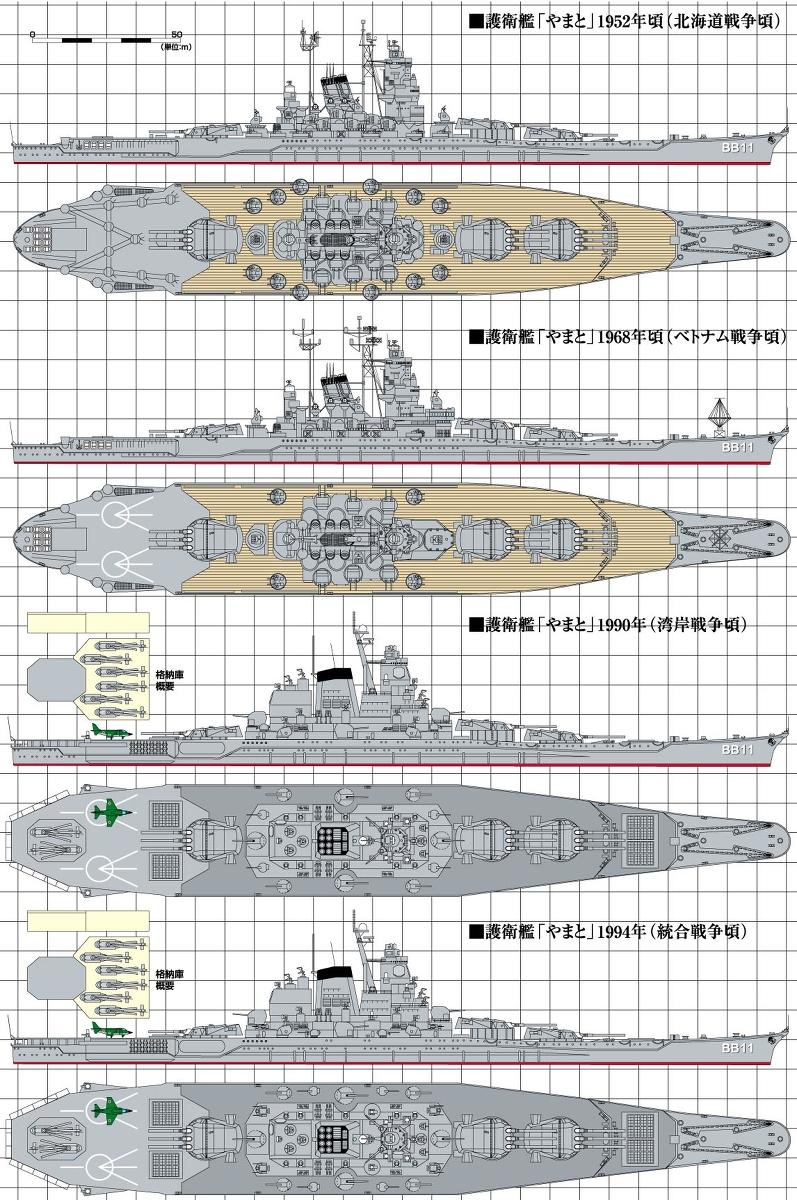 ■護衛艦「やまと」1952年頃（北海道戦争頃）
0 50
（単位:m）
BB11
■護衛艦「やまと」1968年頃（ベトナム戦争頃）
BB11
■護衛艦「やまと」1990年（湾岸戦争頃）
格納庫
概要
BB11
■護衛艦「やまと」1994年（統合戦争頃）
格納庫
概要
BB11